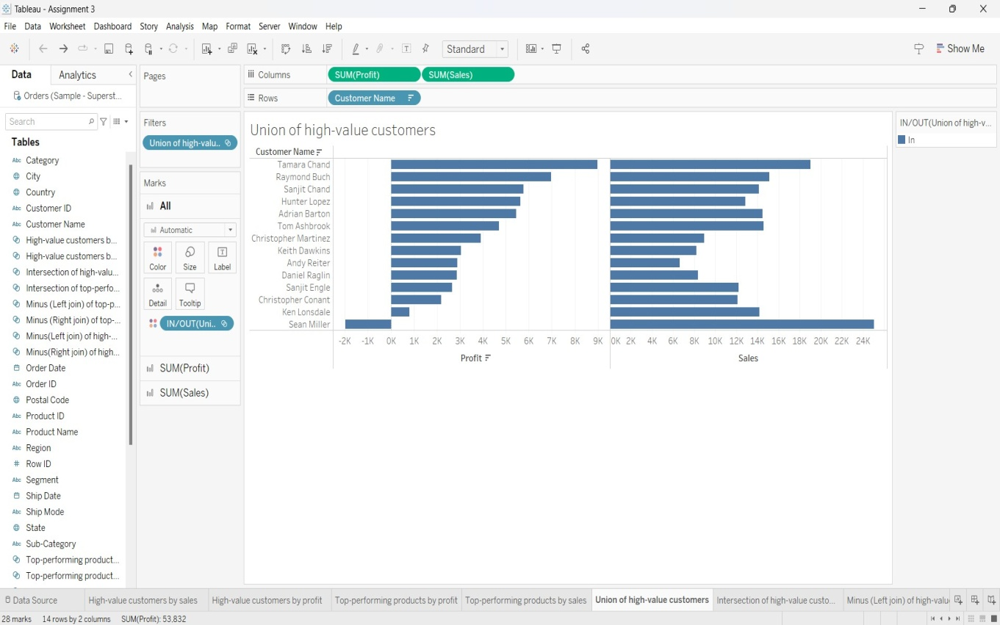 Tableau - Assignment 3
File Data Worksheet Dashboard Story Analysis Map Format Server Window Help
Standard
Show Me
Data Analytics
Orders (Sample - Superst...
Search
Tables
Abc Category
City
Country
Abc Customer ID
Abc Customer Name
High-value customers b...
High-value customers b...
Intersection of high-valu...
Intersection of top-perfo...
Minus (Left join) of top-p...
Minus (Right join) of top-...
Minus(Left join) of high-...
Minus(Right join) of high...
Order Date
Abc Order ID
Postal Code
Abc Product ID
Abc Product Name
Abc Region
# Row ID
Abc Segment
Ship Date
Abc Ship Mode
State
Abc Sub-Category
Top-performing product...
Top-performing product...
Pages
Filters
Union of high-valu..
Marks
All
Automatic
Color Size Label
Detail Tooltip
IN/OUT(Uni..
SUM(Profit)
SUM(Sales)
Columns SUM(Profit) SUM(Sales)
Rows Customer Name
Union of high-value customers
Customer Name
Tamara Chand
Raymond Buch
Sanjit Chand
Hunter Lopez
Adrian Barton
Tom Ashbrook
Christopher Martinez
Keith Dawkins
Andy Reiter
Daniel Raglin
Sanjit Engle
Christopher Conant
Ken Lonsdale
Sean Miller
-2K -1K 0K 1K 2K 3K 4K 5K 6K 7K 8K 9K 0K 2K 4K 6K 8K 10K 12K 14K 16K 18K 20K 22K 24K
Profit Sales
IN/OUT(Union of high-v...
In
Data Source High-value customers by sales High-value customers by profit Top-performing products by profit Top-performing products by sales Union of high-value customers Intersection of high-value custo... Minus (Left join) of high-valu
28 marks 14 rows by 2 columns SUM(Profit): 53,832